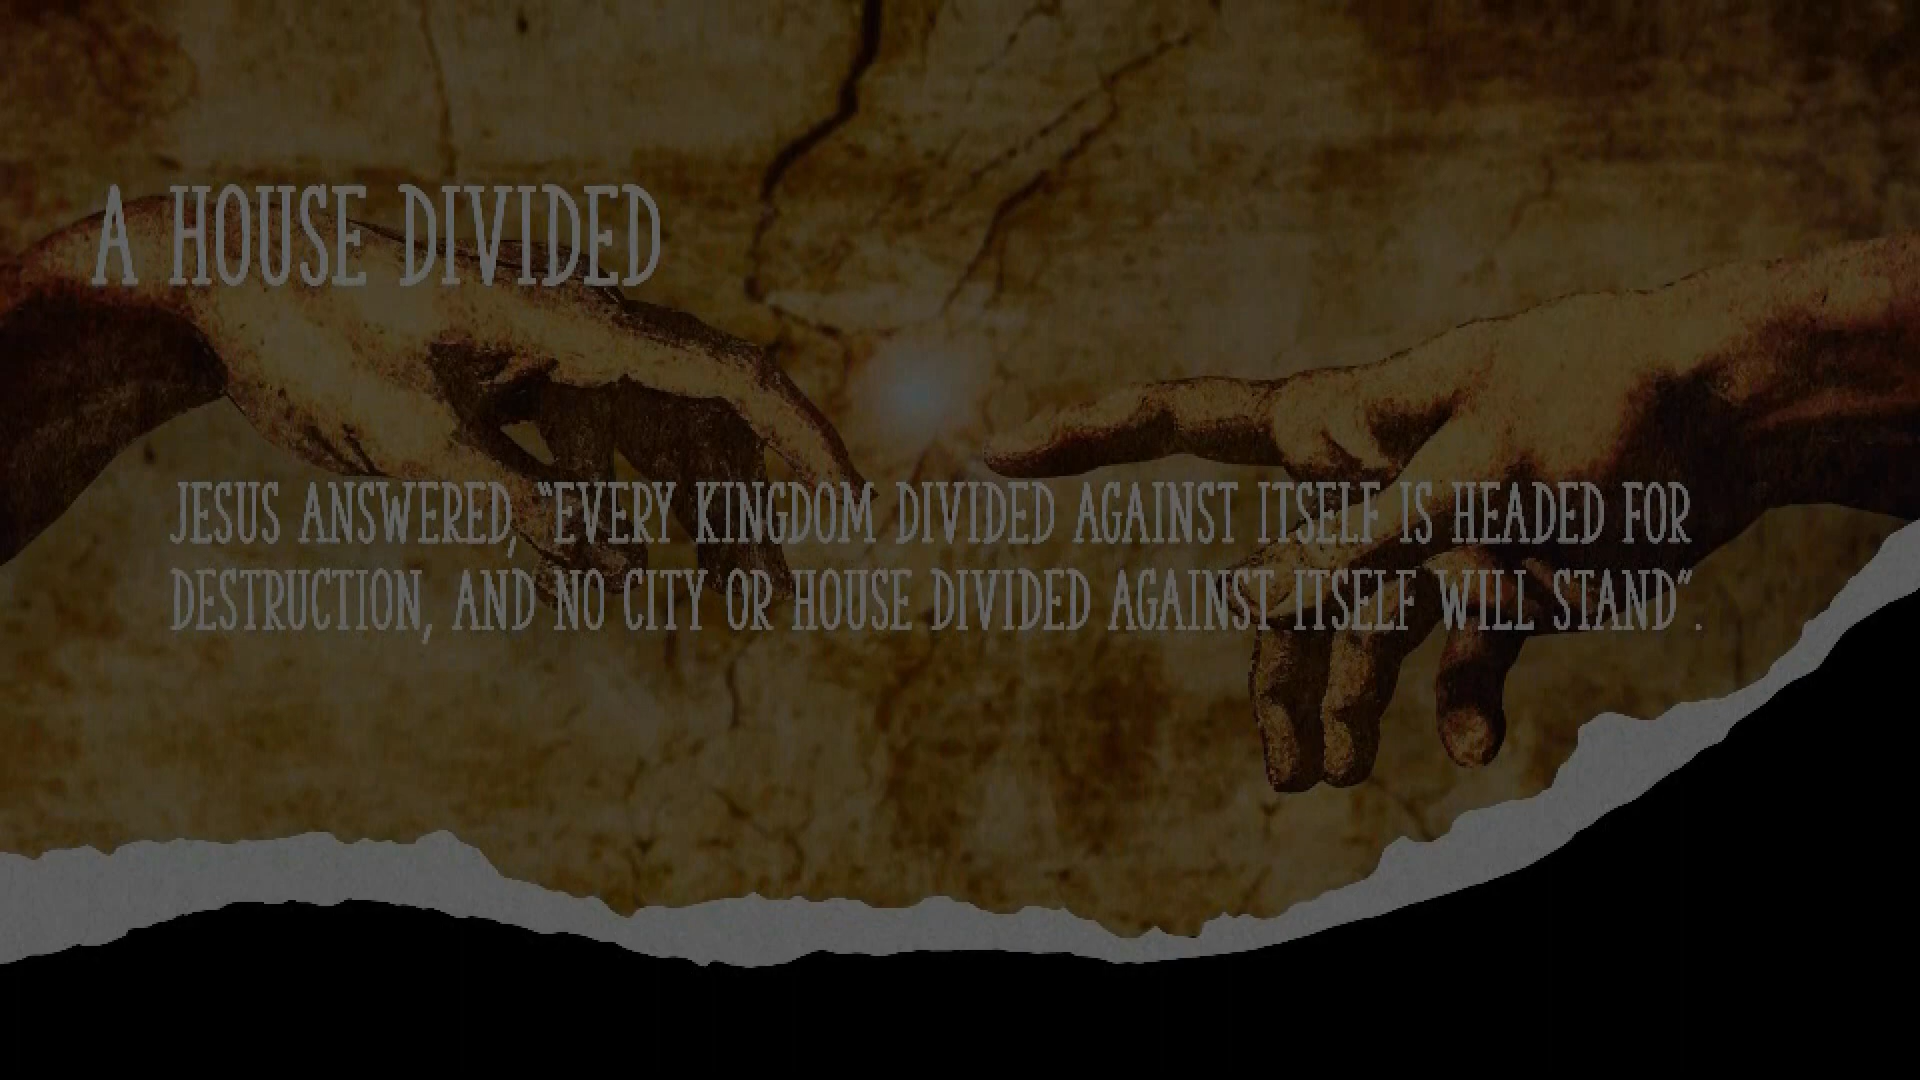 A HOUSE DIVIDED
JESUS ANSWERED, “EVERY KINGDOM DIVIDED AGAINST ITSELF IS HEADED FOR
DESTRUCTION, AND NO CITY OR HOUSE DIVIDED AGAINST ITSELF WILL STAND”.